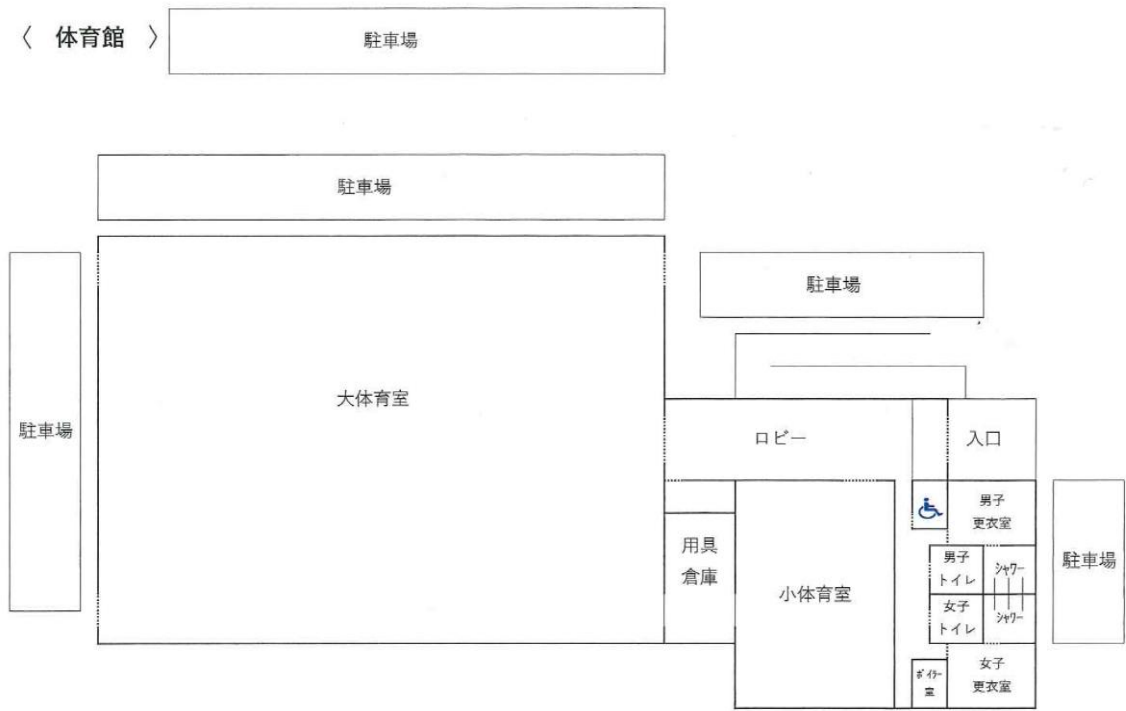 〈 体育館 〉
駐車場
駐車場
駐車場
大体育室
駐車場
ロビー
入口
男子
更衣室
用具
倉庫
男子
トイレ
シャワー
駐車場
小体育室
女子
トイレ
シャワー
ボイラー
室
女子
更衣室